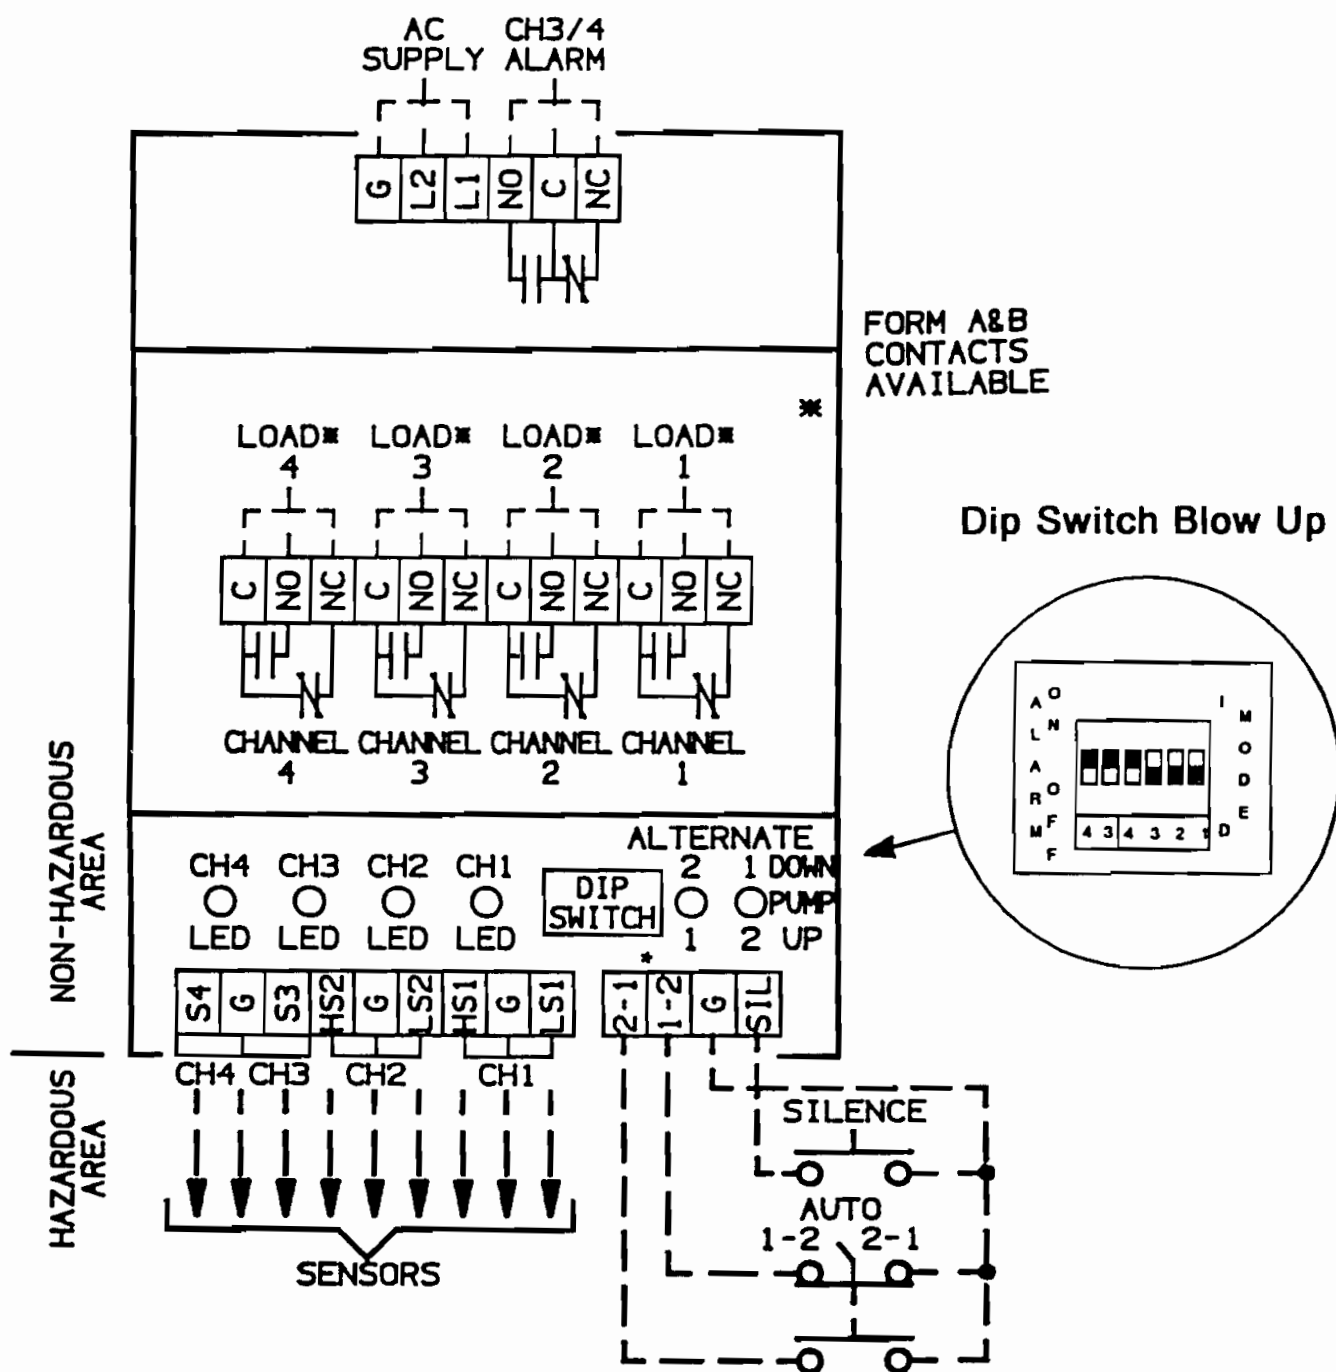 AC CH3/4
SUPPLY ALARM
G L2 L1 NO C NC
FORM A&B
CONTACTS
AVAILABLE
*
LOAD* LOAD* LOAD* LOAD*
4 3 2 1
C NO NC C NO NC C NO NC C NO NC
CHANNEL CHANNEL CHANNEL CHANNEL
4 3 2 1
Dip Switch Blow Up
ALARM
ON
OFF
I
D
MODE
4 3 4 3 2 1
NON-HAZARDOUS
AREA
ALTERNATE
CH4 CH3 CH2 CH1 2 1 DOWN
DIP
SWITCH
PUMP
LED LED LED LED 1 2 UP
*
S4 G S3 HS2 G LS2 HS1 G LS1 2-1 1-2 G SIL
CH4 CH3 CH2 CH1
HAZARDOUS
AREA
SENSORS
SILENCE
AUTO
1-2 2-1